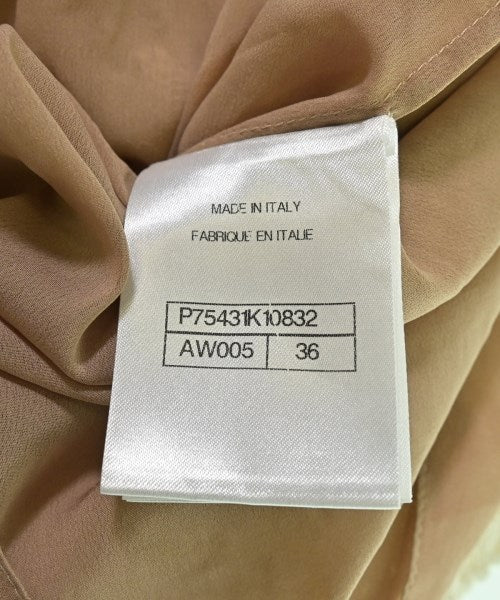 MADE IN ITALY
FABRIQUE EN ITALIE
P75431K10832
AW005 36